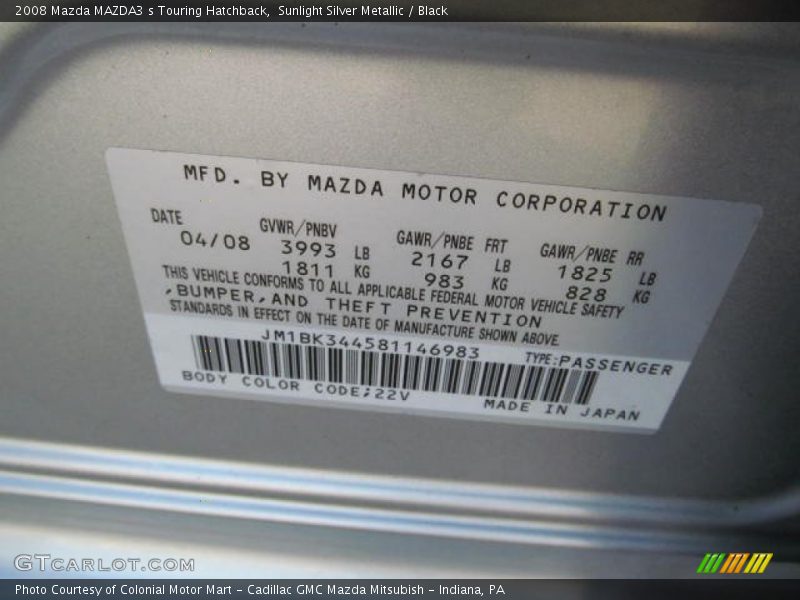 2008 Mazda MAZDA3 s Touring Hatchback, Sunlight Silver Metallic / Black
MFD. BY MAZDA MOTOR CORPORATION
DATE GVWR/PNBV GAWR/PNBE FRT GAWR/PNBE RR
04/08 3993 LB 2167 LB 1825 LB
1811 KG 983 KG 828 KG
THIS VEHICLE CONFORMS TO ALL APPLICABLE FEDERAL MOTOR VEHICLE SAFETY
,BUMPER,AND THEFT PREVENTION
STANDARDS IN EFFECT ON THE DATE OF MANUFACTURE SHOWN ABOVE.
JM1BK344581146983 TYPE:PASSENGER
BODY COLOR CODE;22V MADE IN JAPAN
GTCARLOT.COM
Photo Courtesy of Colonial Motor Mart - Cadillac GMC Mazda Mitsubish - Indiana, PA